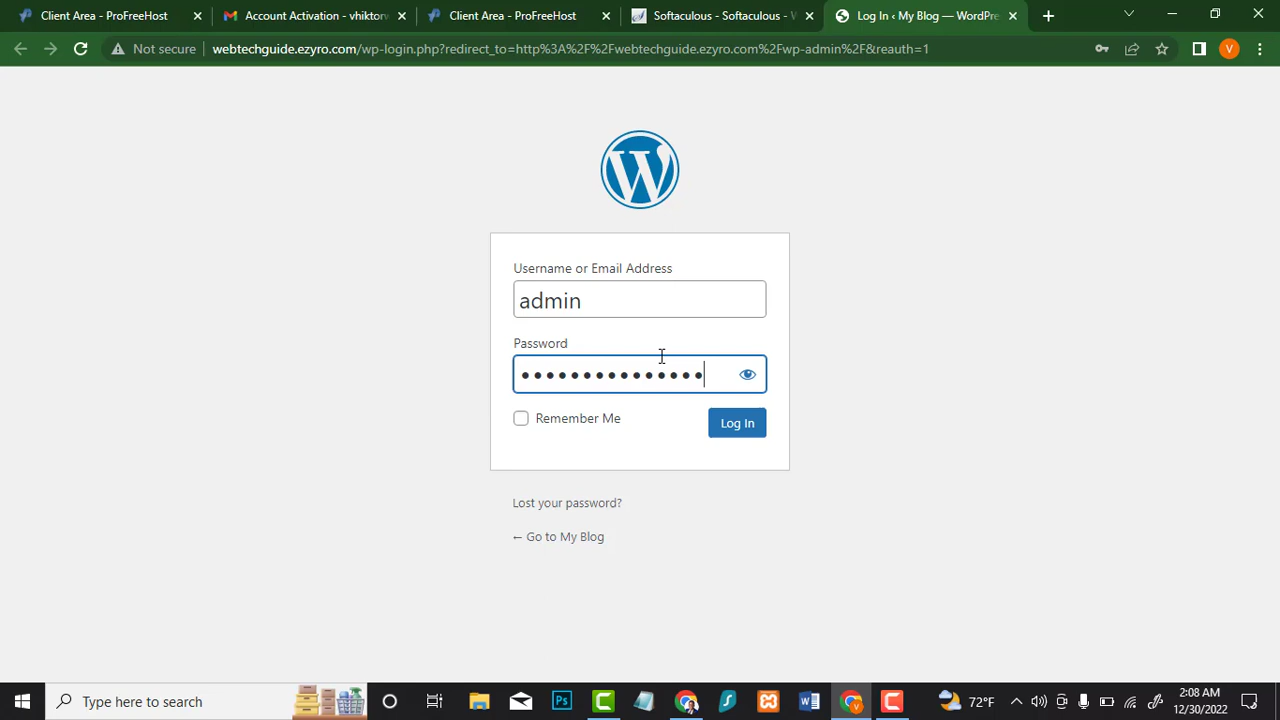 Client Area - ProFreeHost
Account Activation - vhiktorw
Client Area - ProFreeHost
Softaculous - Softaculous - W
Log In ‹ My Blog — WordPre
Not secure
webtechguide.ezyro.com/wp-login.php?redirect_to=http%3A%2F%2Fwebtechguide.ezyro.com%2Fwp-admin%2F&reauth=1
V
Username or Email Address
admin
Password
Remember Me
Log In
Lost your password?
← Go to My Blog
Type here to search
Ps
72°F
2:08 AM
12/30/2022